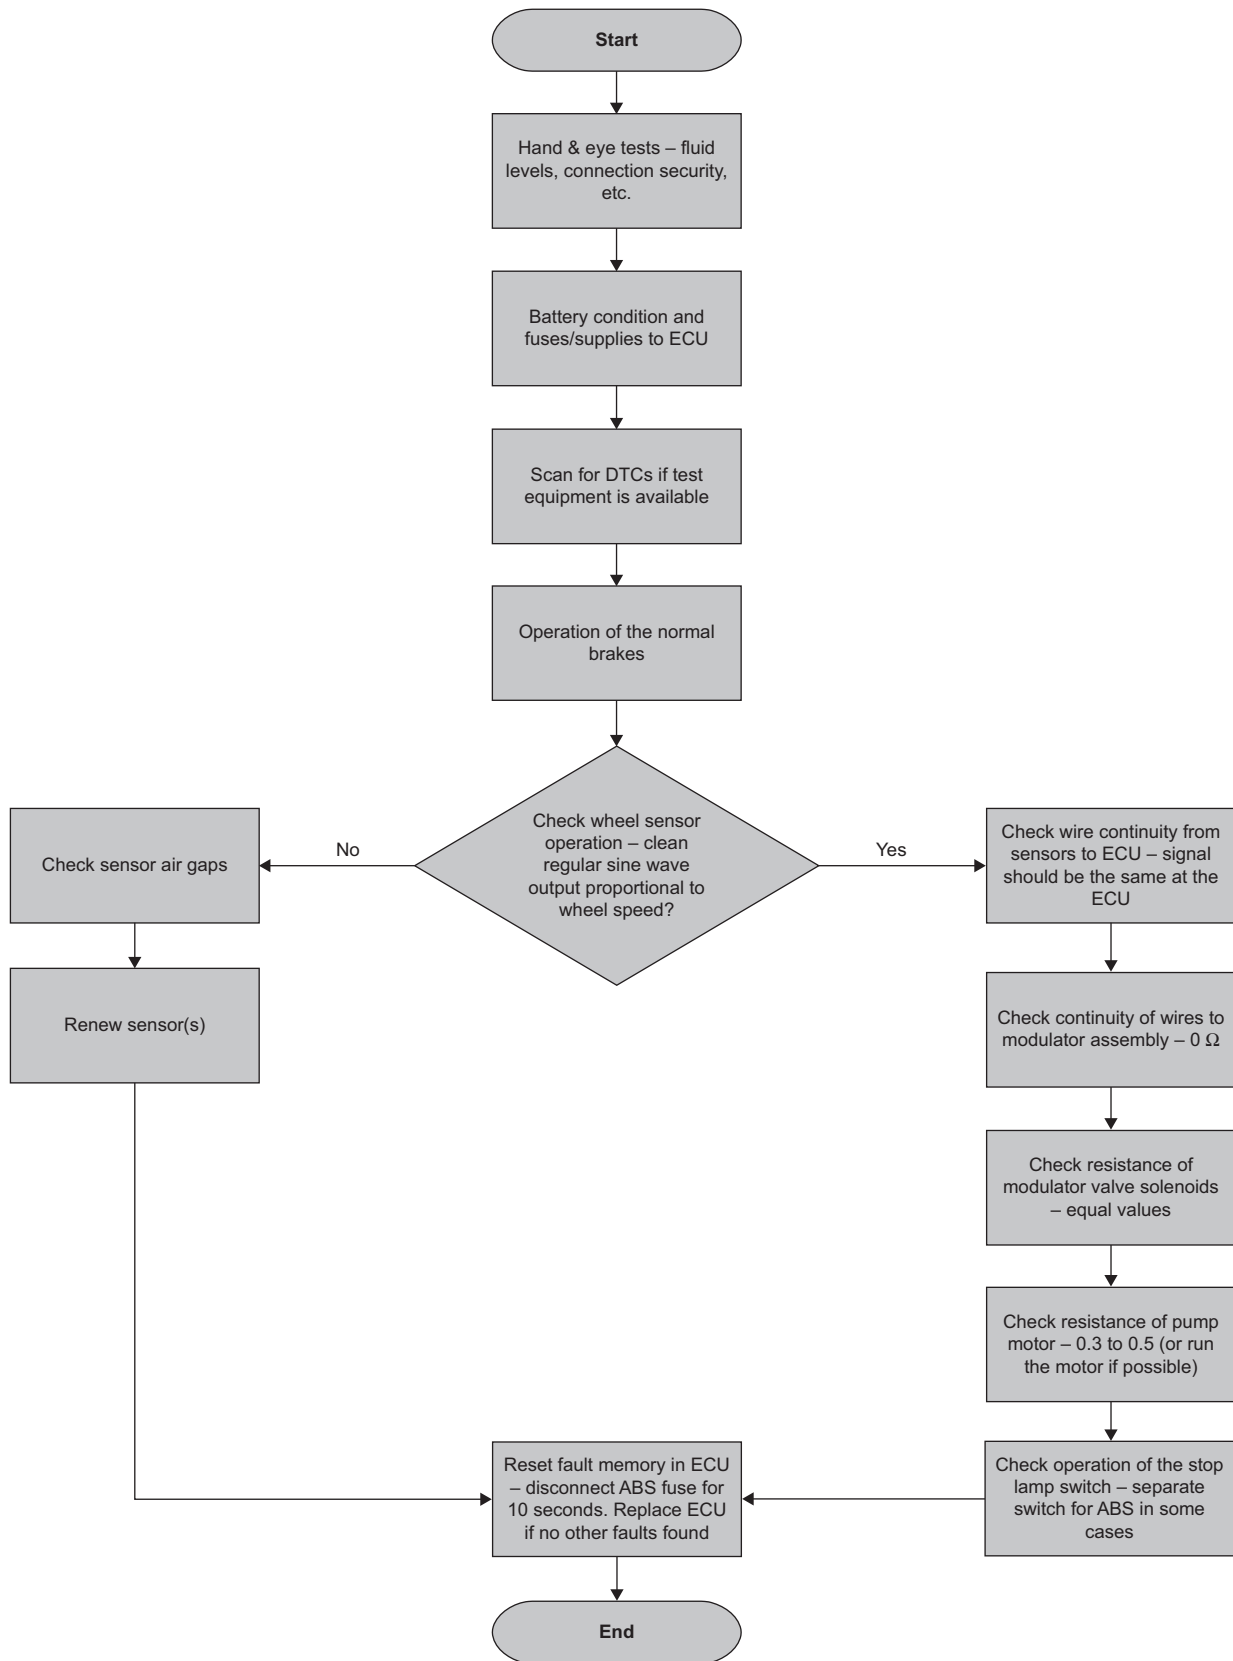 Start
Hand & eye tests – fluid
levels, connection security,
etc.
Battery condition and
fuses/supplies to ECU
Scan for DTCs if test
equipment is available
Operation of the normal
brakes
Check wheel sensor
operation – clean
regular sine wave
output proportional to
wheel speed?
No
Yes
Check sensor air gaps
Renew sensor(s)
Check wire continuity from
sensors to ECU – signal
should be the same at the
ECU
Check continuity of wires to
modulator assembly – 0 Ω
Check resistance of
modulator valve solenoids
– equal values
Check resistance of pump
motor – 0.3 to 0.5 (or run
the motor if possible)
Check operation of the stop
lamp switch – separate
switch for ABS in some
cases
Reset fault memory in ECU
– disconnect ABS fuse for
10 seconds. Replace ECU
if no other faults found
End